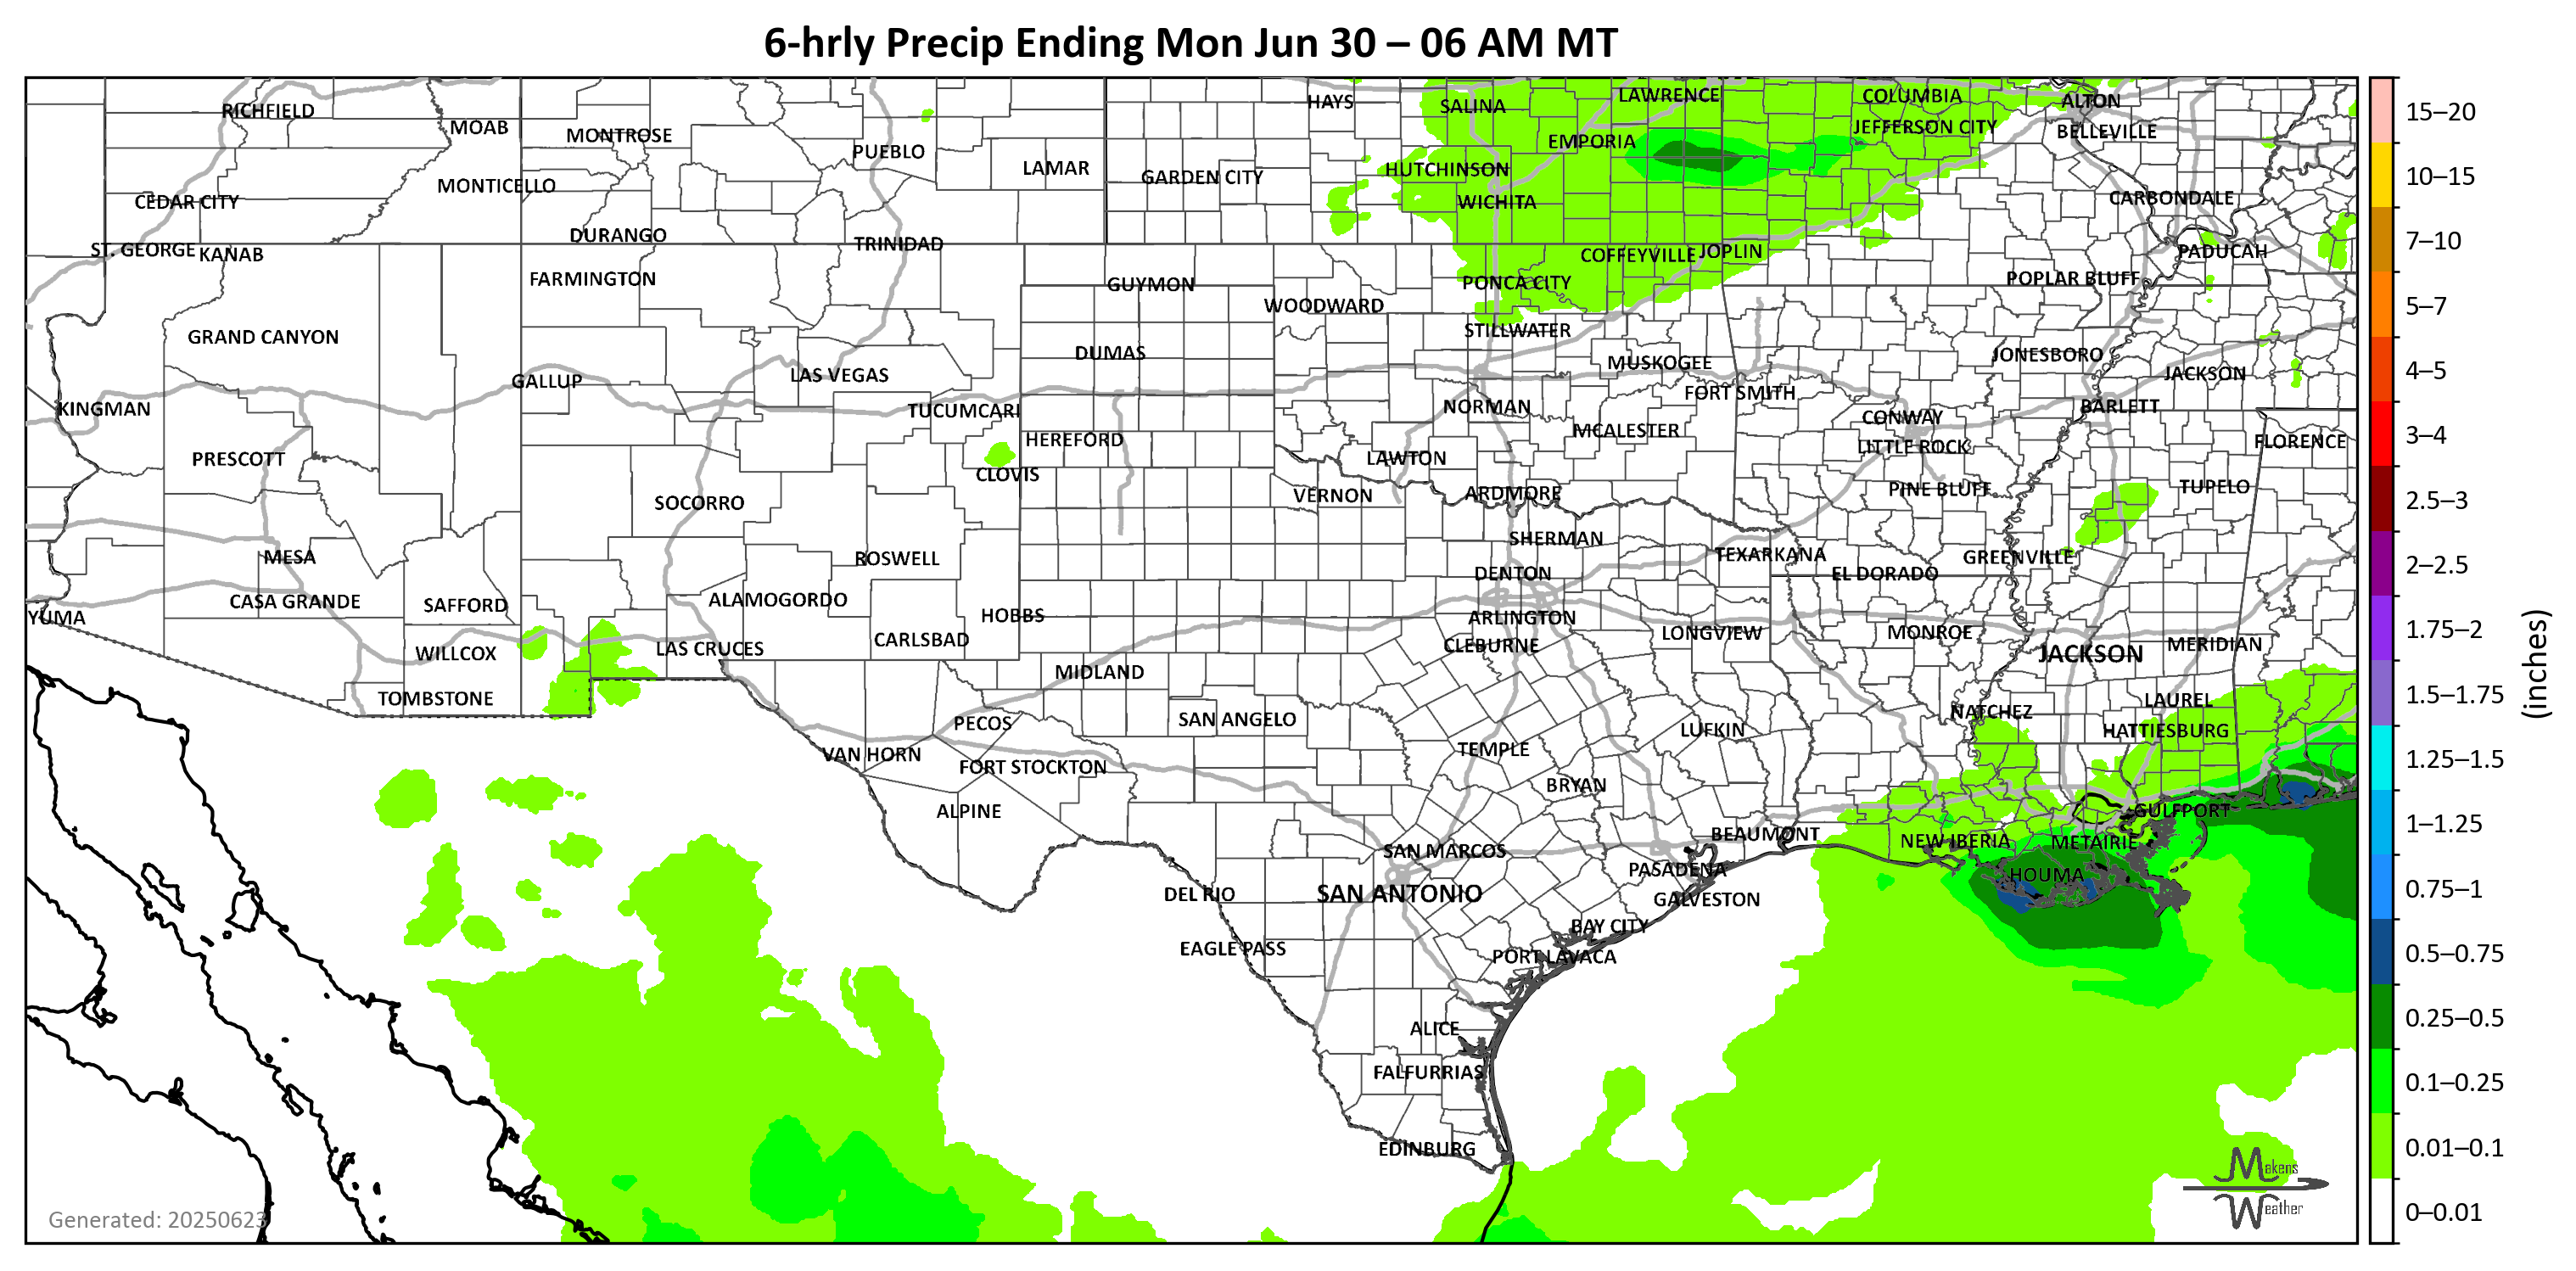 6-hrly Precip Ending Mon Jun 30 – 06 AM MT
RICHFIELD
MOAB
MONTROSE
PUEBLO
LAMAR
HAYS
SALINA
LAWRENCE
COLUMBIA
ALTON
JEFFERSON CITY
BELLEVILLE
EMPORIA
HUTCHINSON
GARDEN CITY
MONTICELLO
CEDAR CITY
WICHITA
CARBONDALE
DURANGO
TRINIDAD
ST. GEORGE
KANAB
COFFEYVILLE
JOPLIN
PADUCAH
FARMINGTON
GUYMON
PONCA CITY
POPLAR BLUFF
WOODWARD
GRAND CANYON
STILLWATER
DUMAS
JONESBORO
MUSKOGEE
GALLUP
LAS VEGAS
JACKSON
FORT SMITH
KINGMAN
TUCUMCARI
NORMAN
BARLETT
CONWAY
HEREFORD
MCALESTER
LITTLE ROCK
FLORENCE
PRESCOTT
LAWTON
CLOVIS
SOCORRO
VERNON
ARDMORE
PINE BLUFF
TUPELO
SHERMAN
MESA
ROSWELL
TEXARKANA
GREENVILLE
DENTON
EL DORADO
CASA GRANDE
SAFFORD
ALAMOGORDO
HOBBS
YUMA
ARLINGTON
CARLSBAD
LONGVIEW
MONROE
WILLCOX
LAS CRUCES
CLEBURNE
JACKSON
MERIDIAN
MIDLAND
TOMBSTONE
LAUREL
NATCHEZ
PECOS
SAN ANGELO
LUFKIN
HATTIESBURG
VAN HORN
TEMPLE
FORT STOCKTON
BRYAN
ALPINE
GULFPORT
BEAUMONT
NEW IBERIA
METAIRIE
SAN MARCOS
PASADENA
HOUMA
DEL RIO
SAN ANTONIO
GALVESTON
BAY CITY
EAGLE PASS
PORT LAVACA
ALICE
FALFURRIAS
EDINBURG
Generated: 20250623
Makens
Weather
15–20
10–15
7–10
5–7
4–5
3–4
2.5–3
2–2.5
1.75–2
1.5–1.75
1.25–1.5
1–1.25
0.75–1
0.5–0.75
0.25–0.5
0.1–0.25
0.01–0.1
0–0.01
(inches)